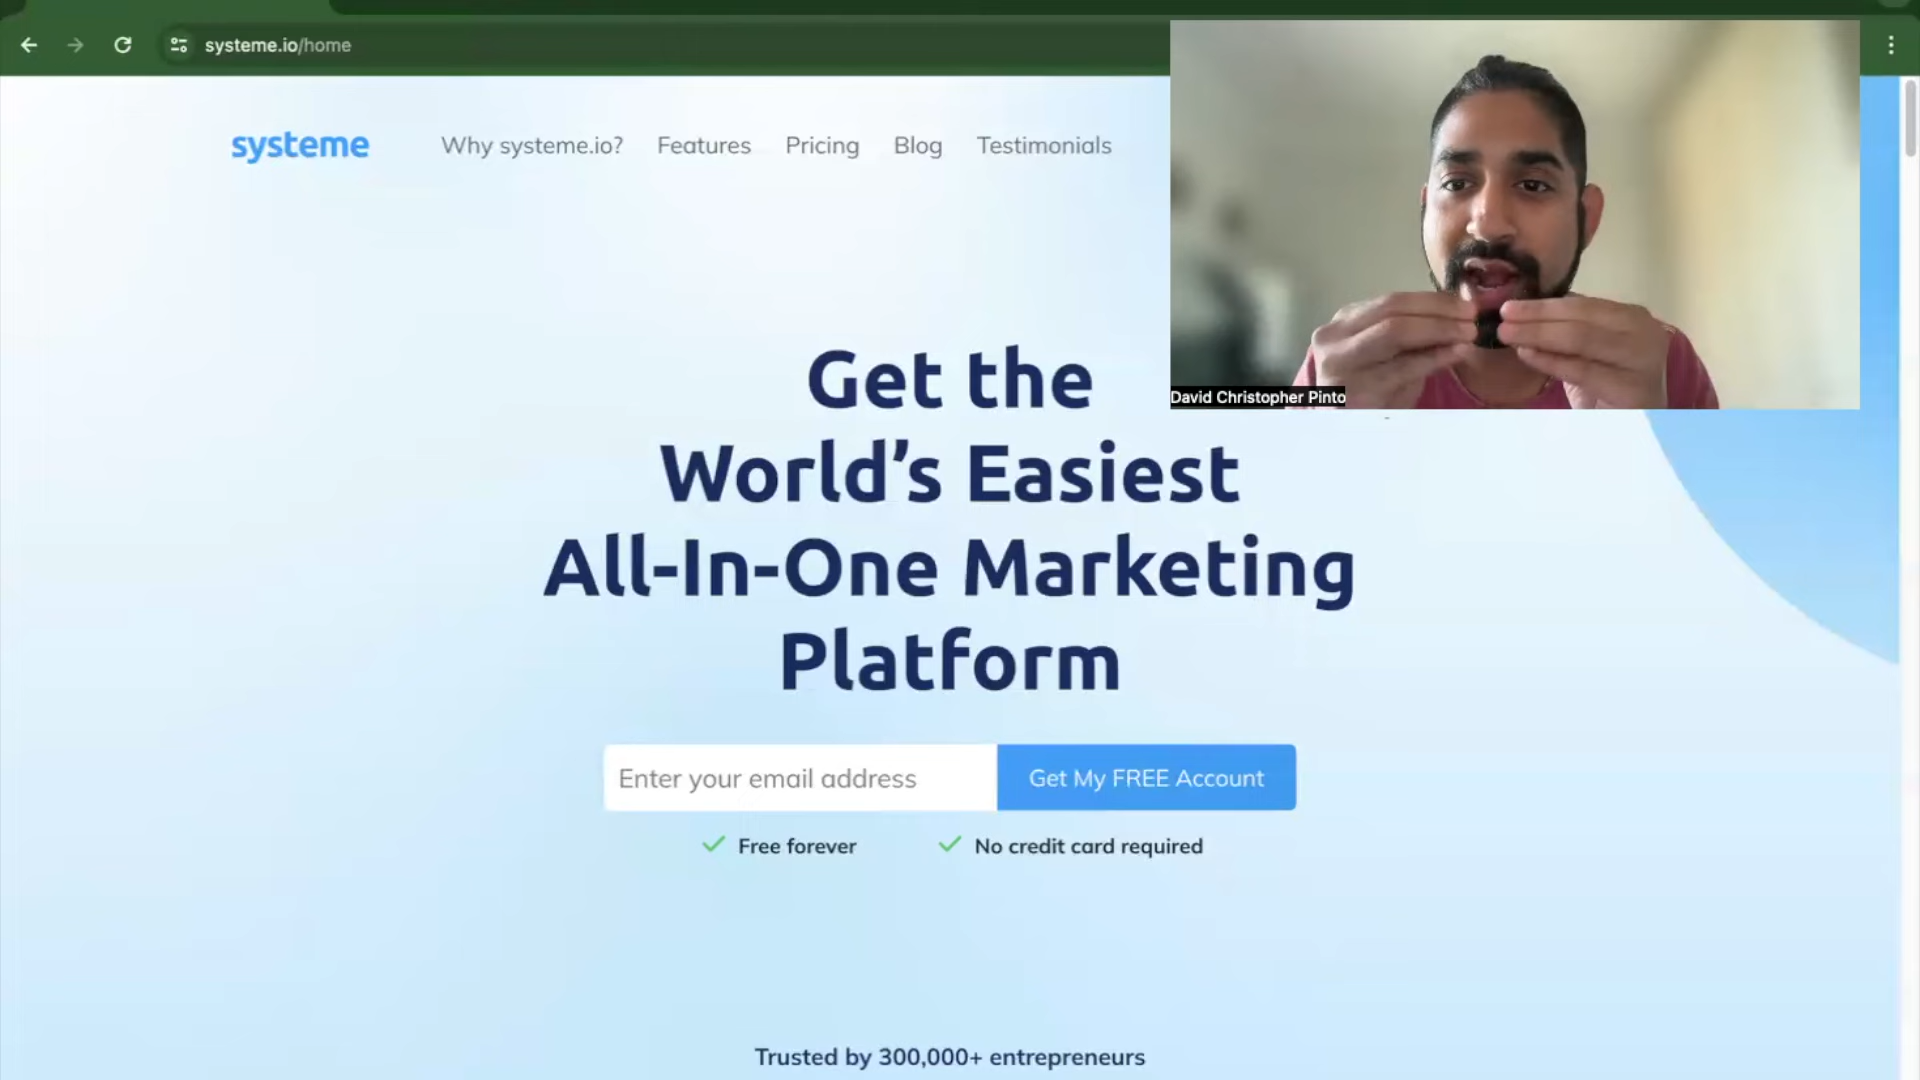 systeme.io/home
systeme
Why systeme.io?
Features
Pricing
Blog
Testimonials
David Christopher Pinto
Get the
World’s Easiest
All-In-One Marketing
Platform
Enter your email address
Get My FREE Account
Free forever
No credit card required
Trusted by 300,000+ entrepreneurs